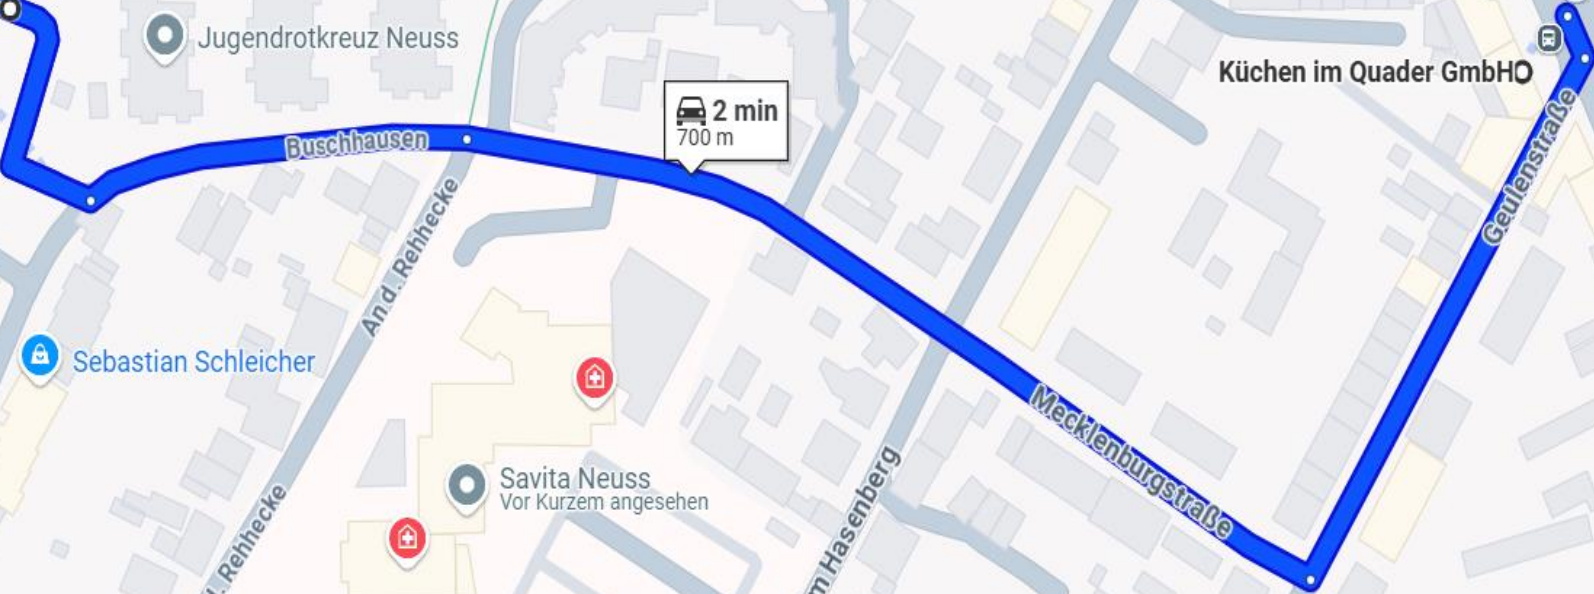 Jugendrotkreuz Neuss
Küchen im Quader GmbH
2 min
700 m
Buschhausen
Geulenstraße
An d. Rehhecke
Sebastian Schleicher
Mecklenburgstraße
Savita Neuss
Vor Kurzem angesehen
m Hasenberg
d. Rehhecke